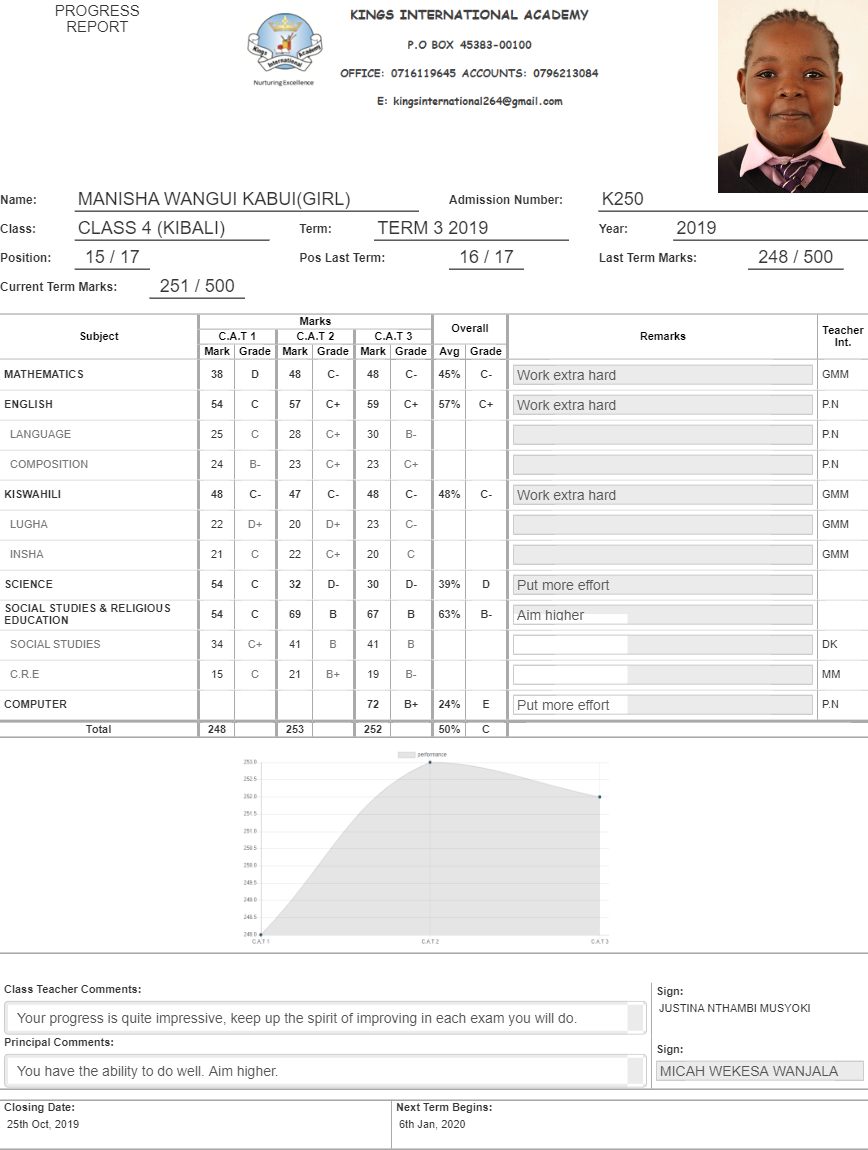 PROGRESS
REPORT
KINGS INTERNATIONAL ACADEMY
P.O BOX 45383-00100
OFFICE: 0716119645 ACCOUNTS: 0796213084
E: kingsinternational264@gmail.com
Kings International Academy
Nurturing Excellence
Name: MANISHA WANGUI KABUI(GIRL) Admission Number: K250
Class: CLASS 4 (KIBALI) Term: TERM 3 2019 Year: 2019
Position: 15 / 17 Pos Last Term: 16 / 17 Last Term Marks: 248 / 500
Current Term Marks: 251 / 500
Subject Marks Overall Remarks Teacher Int.
C.A.T 1 C.A.T 2 C.A.T 3
Mark Grade Mark Grade Mark Grade Avg Grade
MATHEMATICS 38 D 48 C- 48 C- 45% C- Work extra hard GMM
ENGLISH 54 C 57 C+ 59 C+ 57% C+ Work extra hard P.N
LANGUAGE 25 C 28 C+ 30 B- P.N
COMPOSITION 24 B- 23 C+ 23 C+ P.N
KISWAHILI 48 C- 47 C- 48 C- 48% C- Work extra hard GMM
LUGHA 22 D+ 20 D+ 23 C- GMM
INSHA 21 C 22 C+ 20 C GMM
SCIENCE 54 C 32 D- 30 D- 39% D Put more effort
SOCIAL STUDIES & RELIGIOUS
EDUCATION 54 C 69 B 67 B 63% B- Aim higher
SOCIAL STUDIES 34 C+ 41 B 41 B DK
C.R.E 15 C 21 B+ 19 B- MM
COMPUTER 72 B+ 24% E Put more effort P.N
Total 248 253 252 50% C
performance
253.0
252.5
252.0
251.5
251.0
250.5
250.0
249.5
249.0
248.5
248.0
C.A.T 1 C.A.T 2 C.A.T 3
Class Teacher Comments: Sign:
Your progress is quite impressive, keep up the spirit of improving in each exam you will do. JUSTINA NTHAMBI MUSYOKI
Principal Comments: Sign:
You have the ability to do well. Aim higher. MICAH WEKESA WANJALA
Closing Date: Next Term Begins:
25th Oct, 2019 6th Jan, 2020